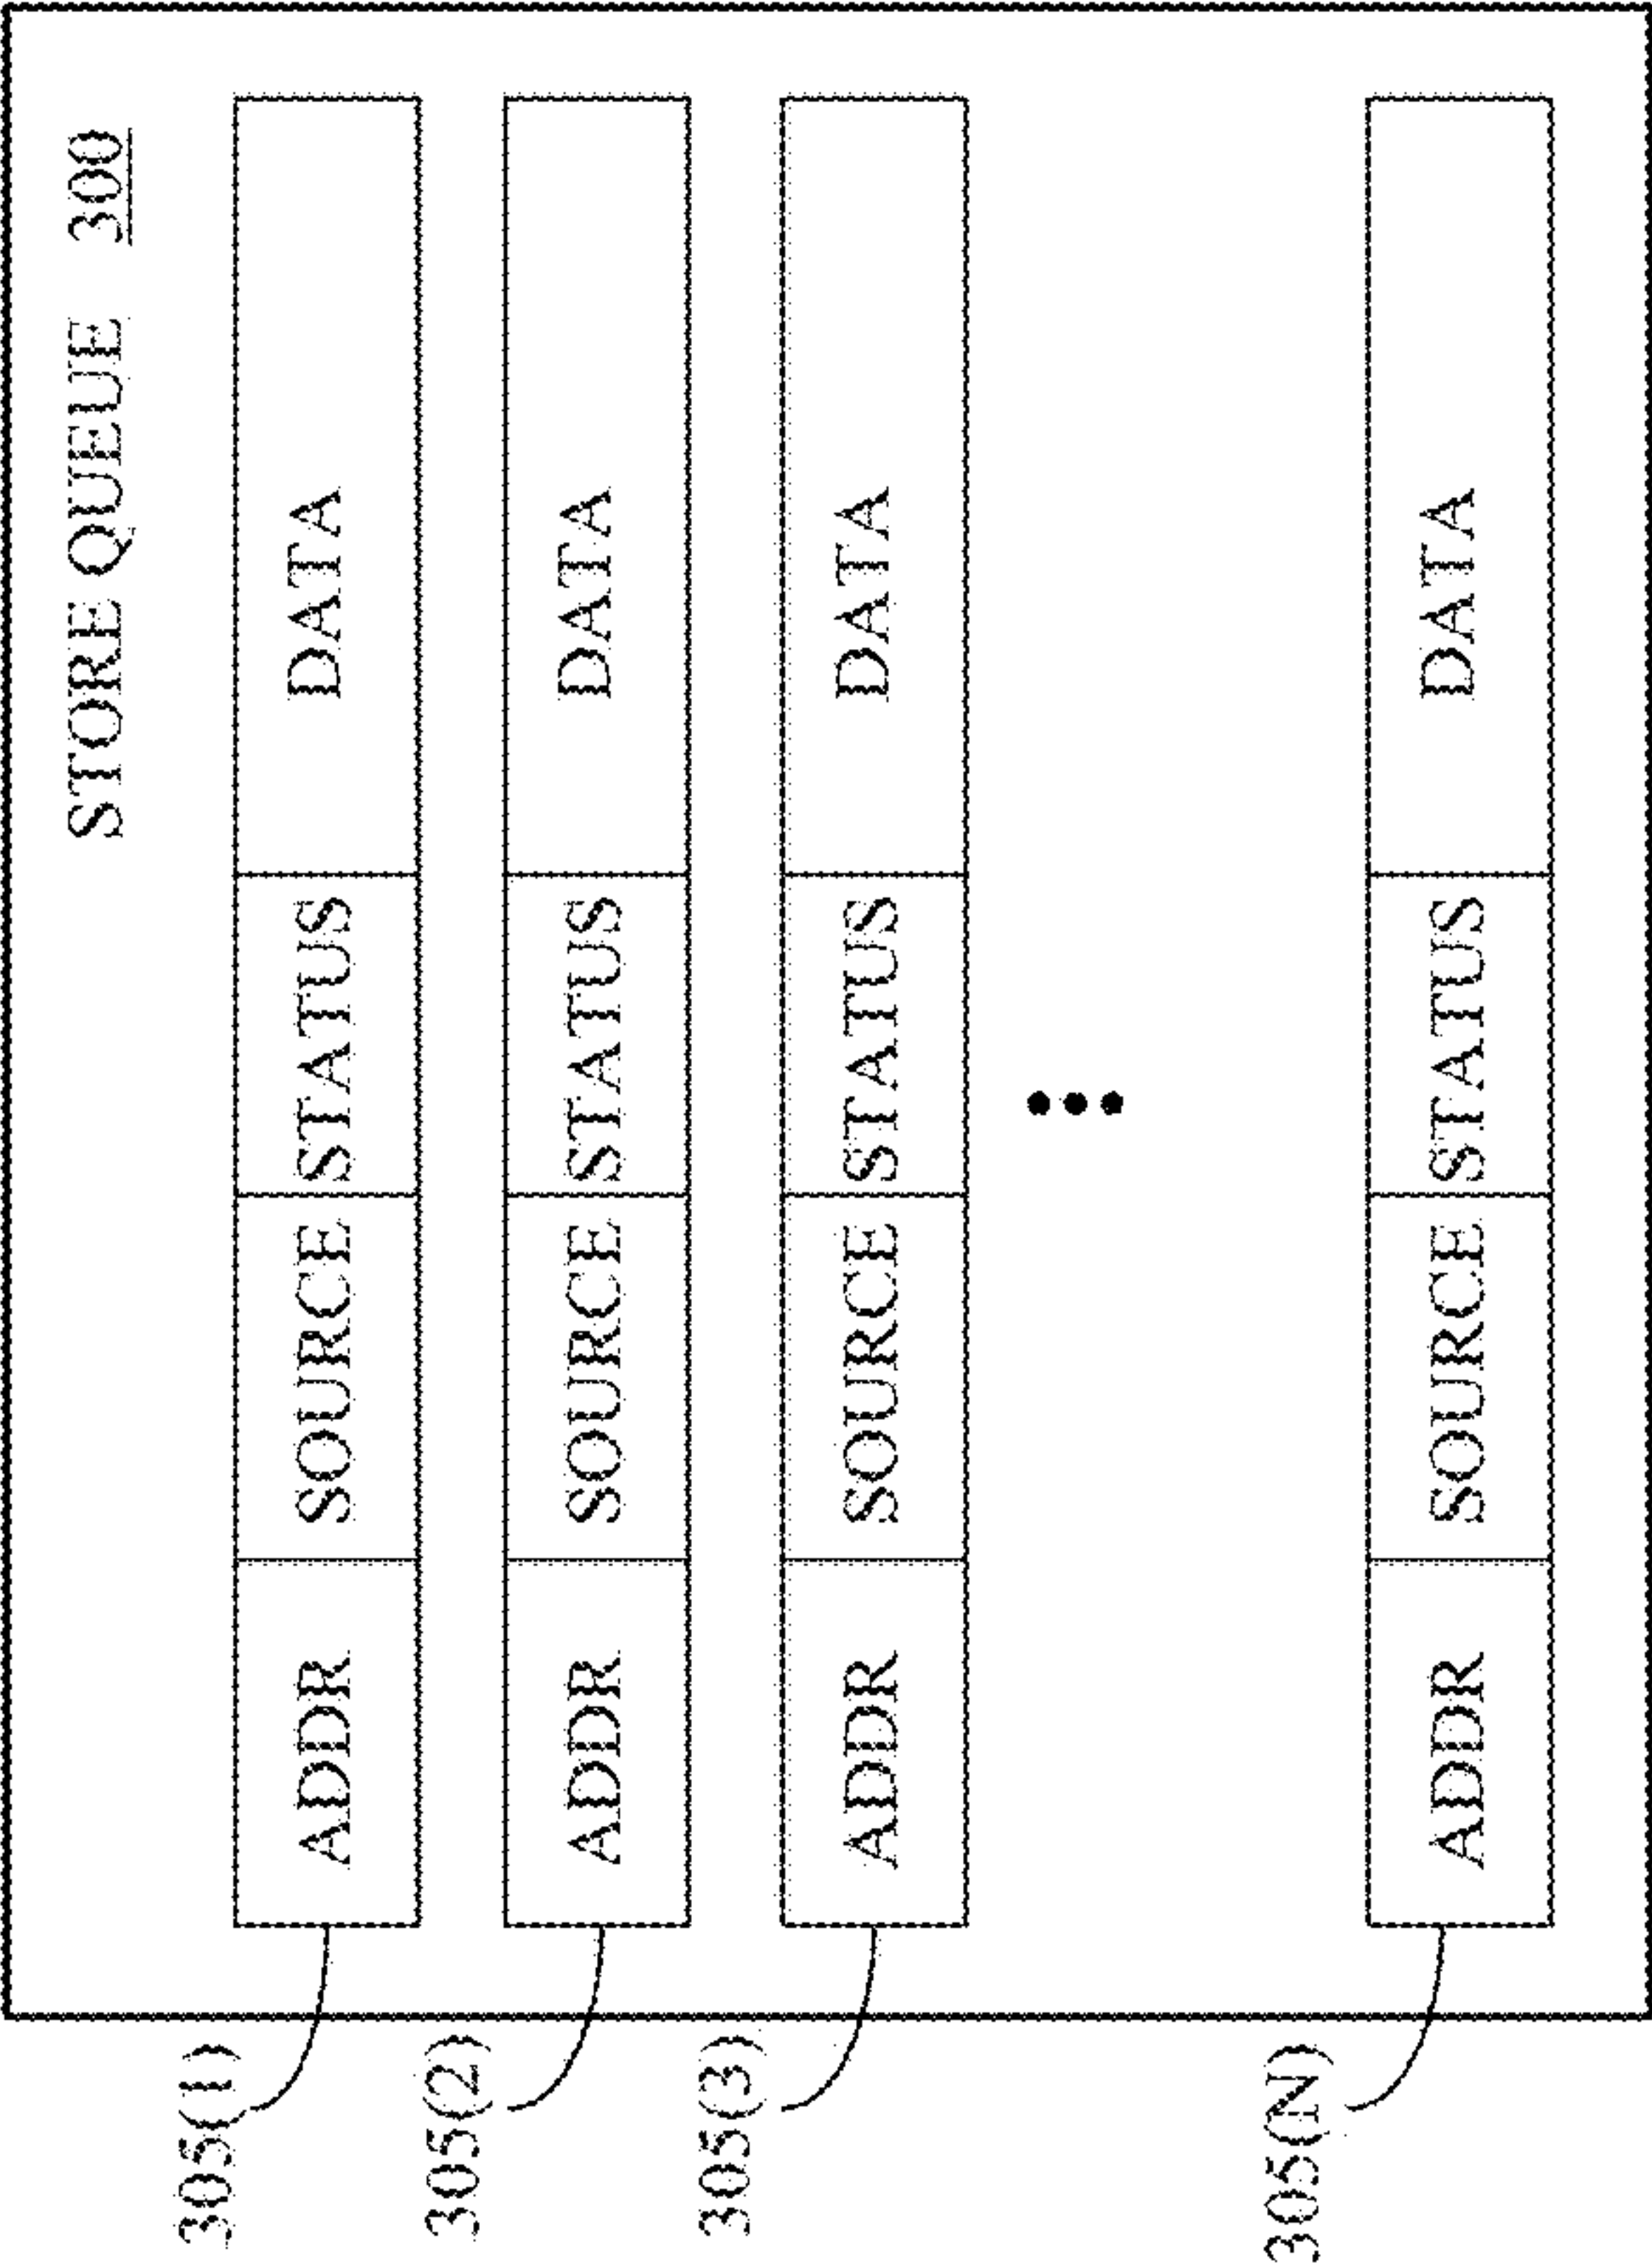 STORE QUEUE 300
305(1) ADDR SOURCE STATUS DATA
305(2) ADDR SOURCE STATUS DATA
305(3) ADDR SOURCE STATUS DATA
305(N) ADDR SOURCE STATUS DATA